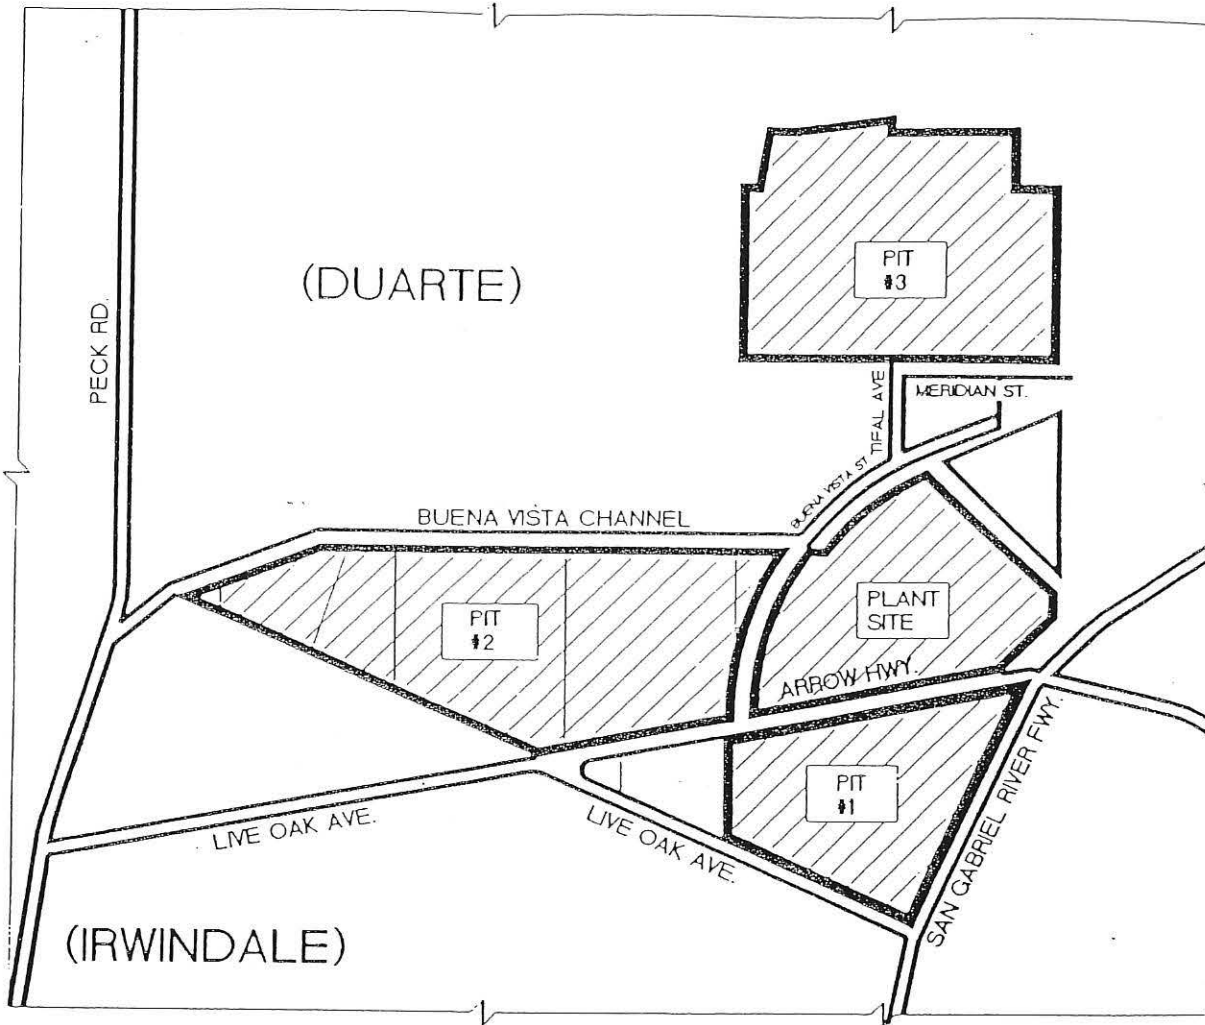 PIT
#3
(DUARTE)
PECK RD.
MERIDIAN ST.
TIFAL AVE
BUENA VISTA ST.
BUENA VISTA CHANNEL
PLANT
SITE
PIT
#2
ARROW HWY.
PIT
#1
LIVE OAK AVE.
LIVE OAK AVE.
SAN GABRIEL RIVER FWY.
(IRWINDALE)